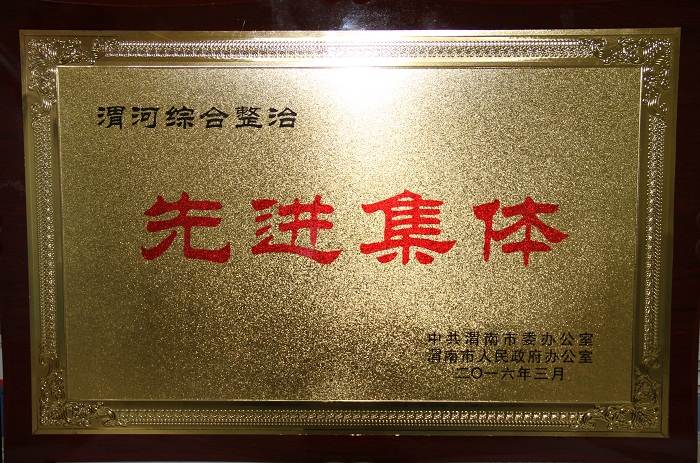 渭河综合整治
先进集体
中共渭南市委办公室
渭南市人民政府办公室
二〇一六年三月